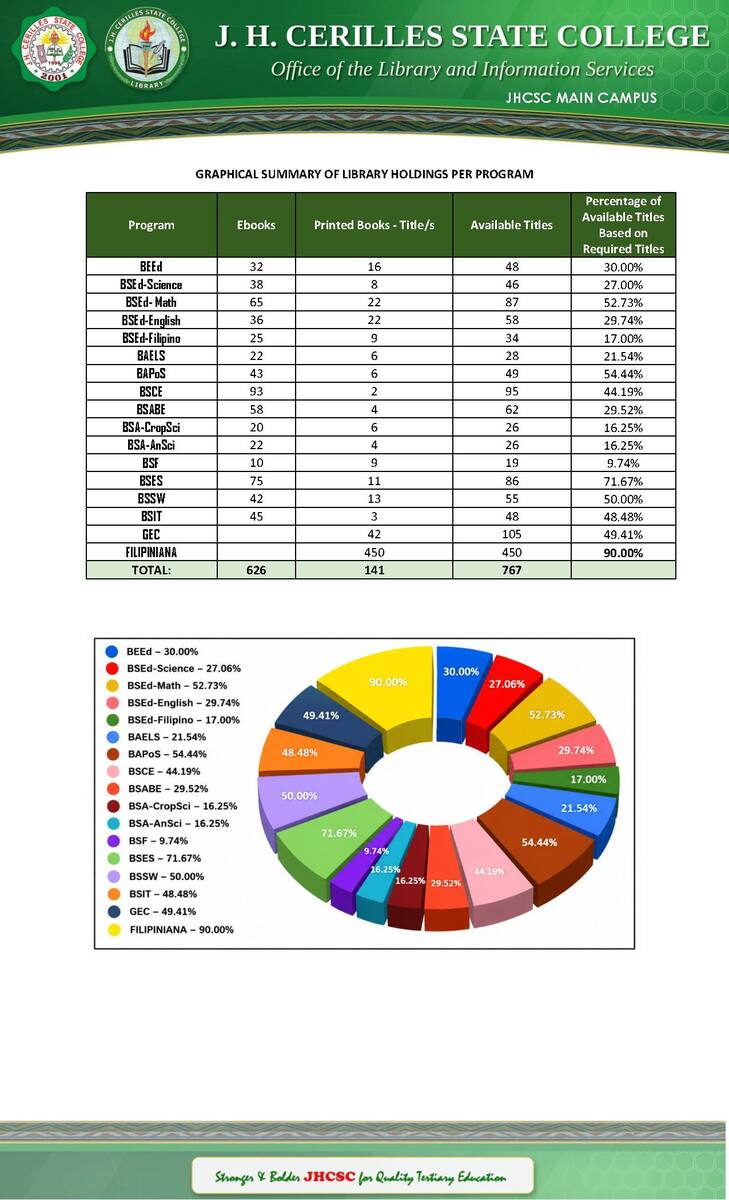 J. H. CERILLES STATE COLLEGE
Office of the Library and Information Services
JHCSC MAIN CAMPUS
J. H. CERILLES STATE COLLEGE
2001
J. H. CERILLES STATE COLLEGE
LIBRARY
GRAPHICAL SUMMARY OF LIBRARY HOLDINGS PER PROGRAM
Program Ebooks Printed Books - Title/s Available Titles Percentage of Available Titles Based on Required Titles
BEEd 32 16 48 30.00%
BSEd-Science 38 8 46 27.00%
BSEd- Math 65 22 87 52.73%
BSEd-English 36 22 58 29.74%
BSEd-Filipino 25 9 34 17.00%
BAELS 22 6 28 21.54%
BAPoS 43 6 49 54.44%
BSCE 93 2 95 44.19%
BSABE 58 4 62 29.52%
BSA-CropSci 20 6 26 16.25%
BSA-AnSci 22 4 26 16.25%
BSF 10 9 19 9.74%
BSES 75 11 86 71.67%
BSSW 42 13 55 50.00%
BSIT 45 3 48 48.48%
GEC 42 105 49.41%
FILIPINIANA 450 450 90.00%
TOTAL: 626 141 767
BEEd – 30.00%
BSEd-Science – 27.06%
BSEd-Math – 52.73%
BSEd-English – 29.74%
BSEd-Filipino – 17.00%
BAELS – 21.54%
BAPoS – 54.44%
BSCE – 44.19%
BSABE – 29.52%
BSA-CropSci – 16.25%
BSA-AnSci – 16.25%
BSF – 9.74%
BSES – 71.67%
BSSW – 50.00%
BSIT – 48.48%
GEC – 49.41%
FILIPINIANA – 90.00%
30.00%
27.06%
52.73%
29.74%
17.00%
21.54%
54.44%
44.19%
29.52%
16.25%
16.25%
9.74%
71.67%
50.00%
48.48%
49.41%
90.00%
Stronger & Bolder JHCSC for Quality Tertiary Education